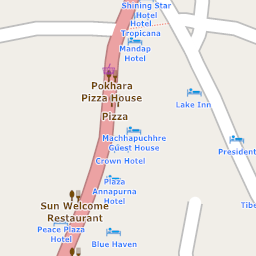 Shining Star
Hotel
Hotel
Tropicana
Mandap
Hotel
Pokhara
Pizza House
Pizza
Lake Inn
Machhapuchhre
Guest House
Crown Hotel
President
Plaza
Annapurna
Hotel
Tibe
Sun Welcome
Restaurant
Peace Plaza
Hotel
Blue Haven